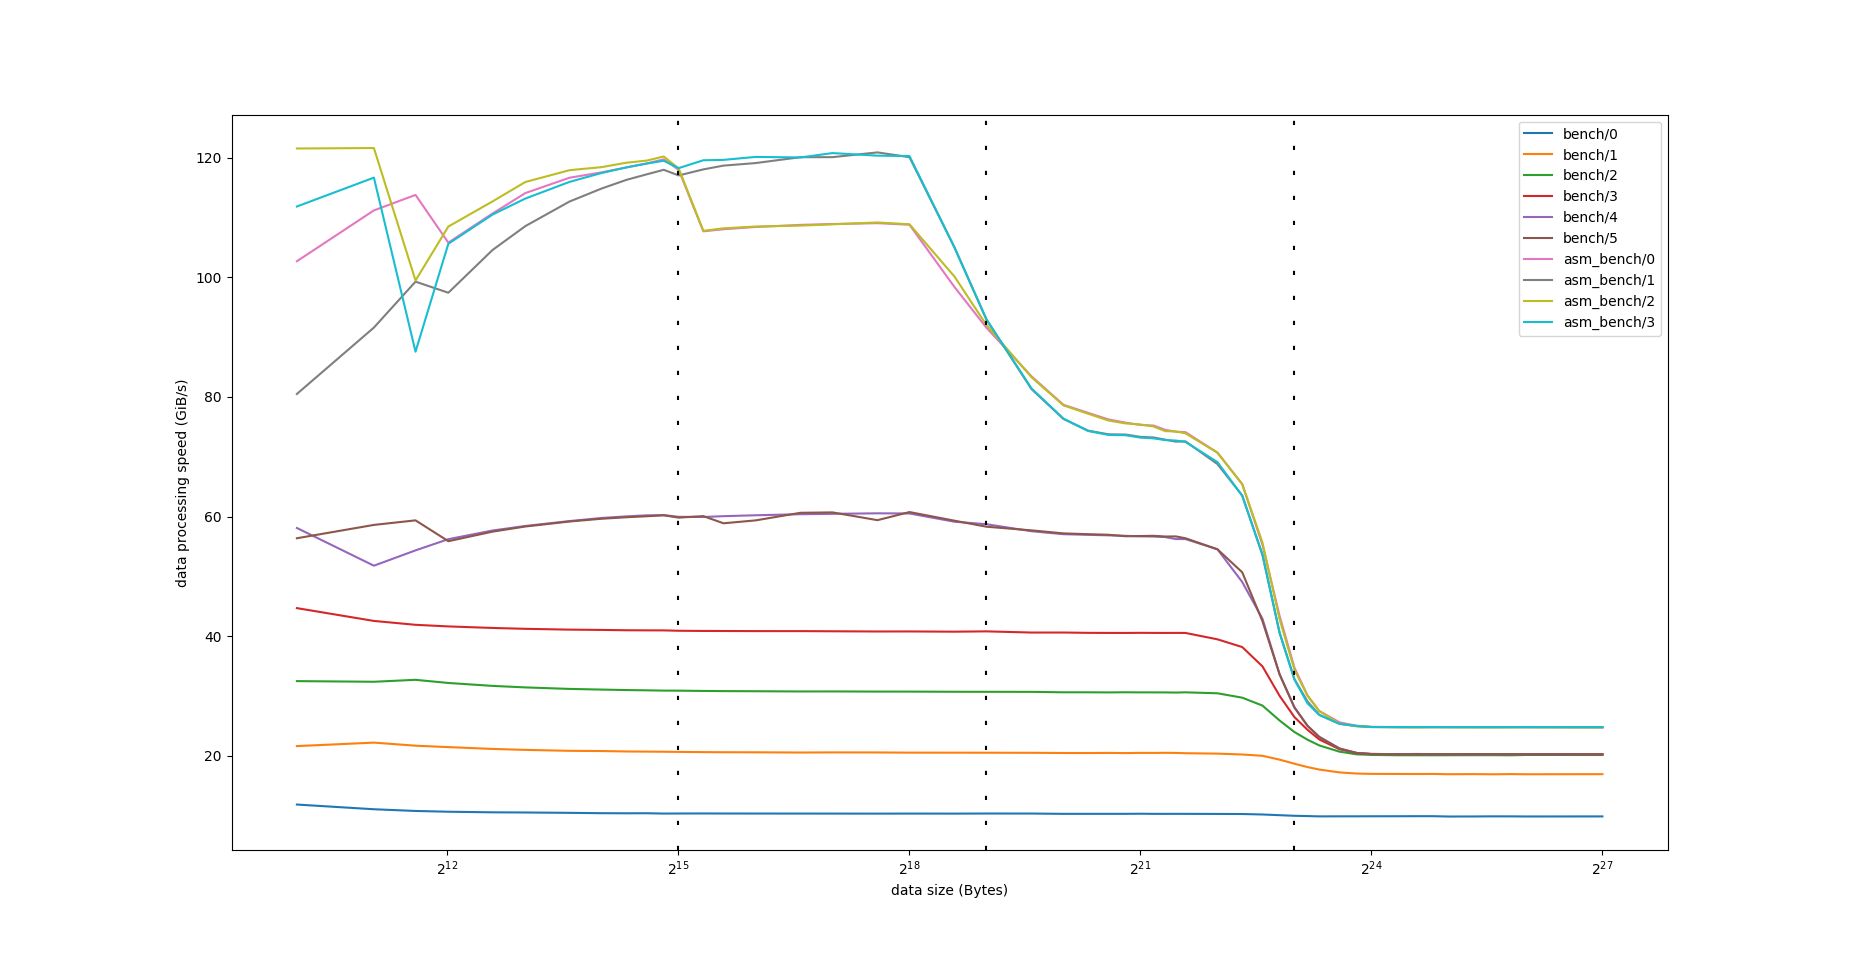 120
100
80
60
40
20
data processing speed (GiB/s)
2^12
2^15
2^18
2^21
2^24
2^27
data size (Bytes)
bench/0
bench/1
bench/2
bench/3
bench/4
bench/5
asm_bench/0
asm_bench/1
asm_bench/2
asm_bench/3